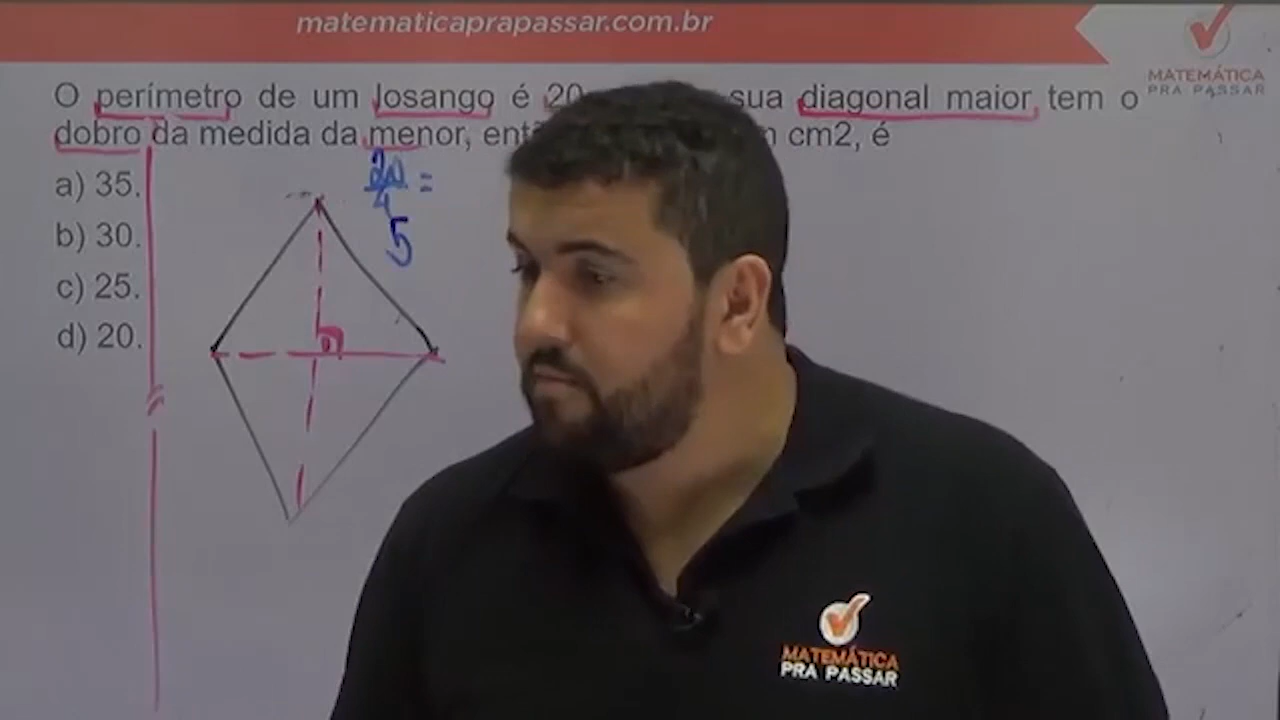 matematicaprapassar.com.br
MATEMÁTICA
PRA PASSAR
O perímetro de um losango é 20 sua diagonal maior tem o
dobro da medida da menor, cm2, é
a) 35.
b) 30.
c) 25.
d) 20.
20
4
=
5
MATEMÁTICA
PRA PASSAR